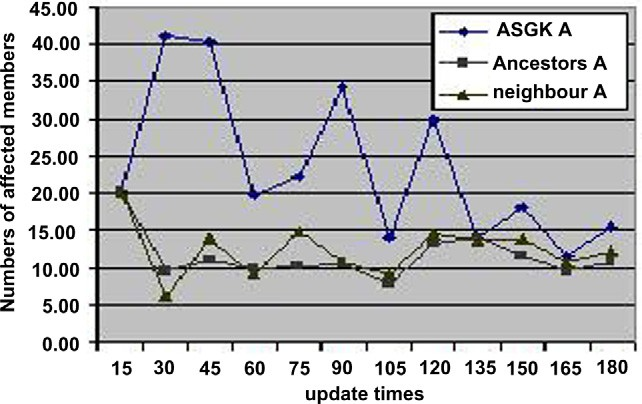 45.00
40.00
35.00
30.00
25.00
20.00
15.00
10.00
5.00
0.00
Numbers of affected members
ASGK A
Ancestors A
neighbour A
15 30 45 60 75 90 105 120 135 150 165 180
update times